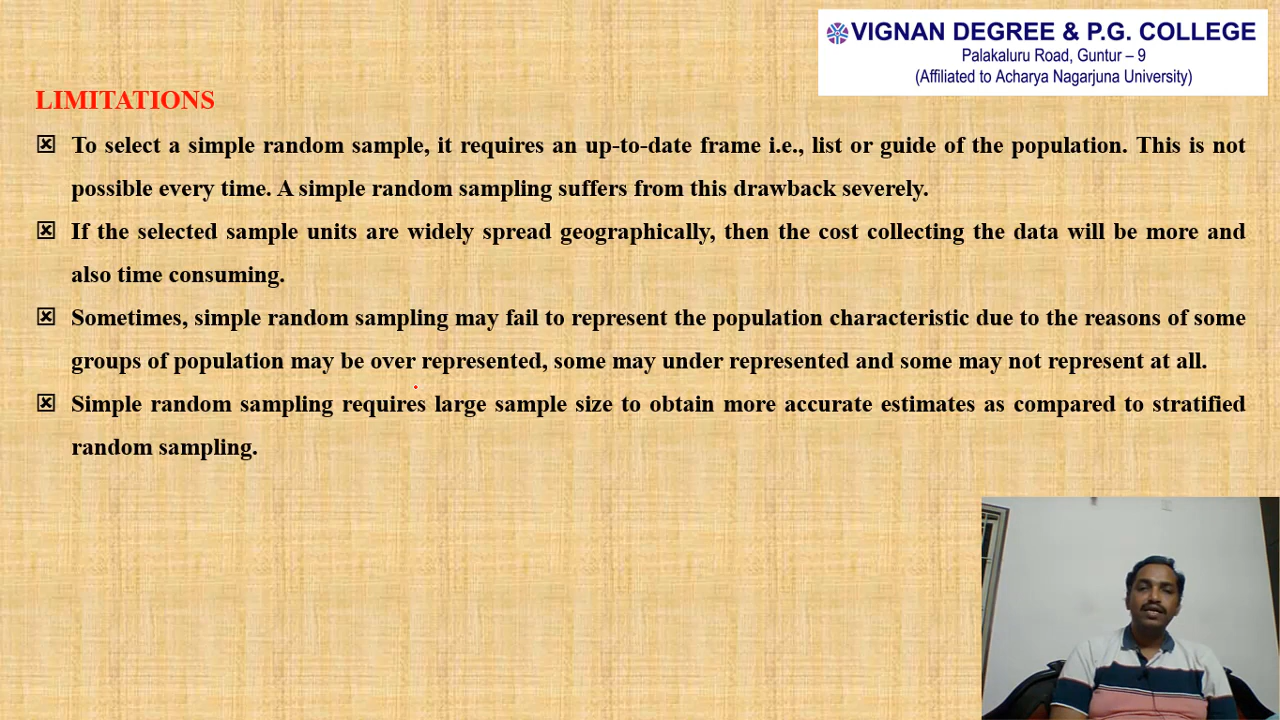 VIGNAN DEGREE & P.G. COLLEGE
Palakaluru Road, Guntur – 9
(Affiliated to Acharya Nagarjuna University)
LIMITATIONS
To select a simple random sample, it requires an up-to-date frame i.e., list or guide of the population. This is not
possible every time. A simple random sampling suffers from this drawback severely.
If the selected sample units are widely spread geographically, then the cost collecting the data will be more and
also time consuming.
Sometimes, simple random sampling may fail to represent the population characteristic due to the reasons of some
groups of population may be over represented, some may under represented and some may not represent at all.
Simple random sampling requires large sample size to obtain more accurate estimates as compared to stratified
random sampling.